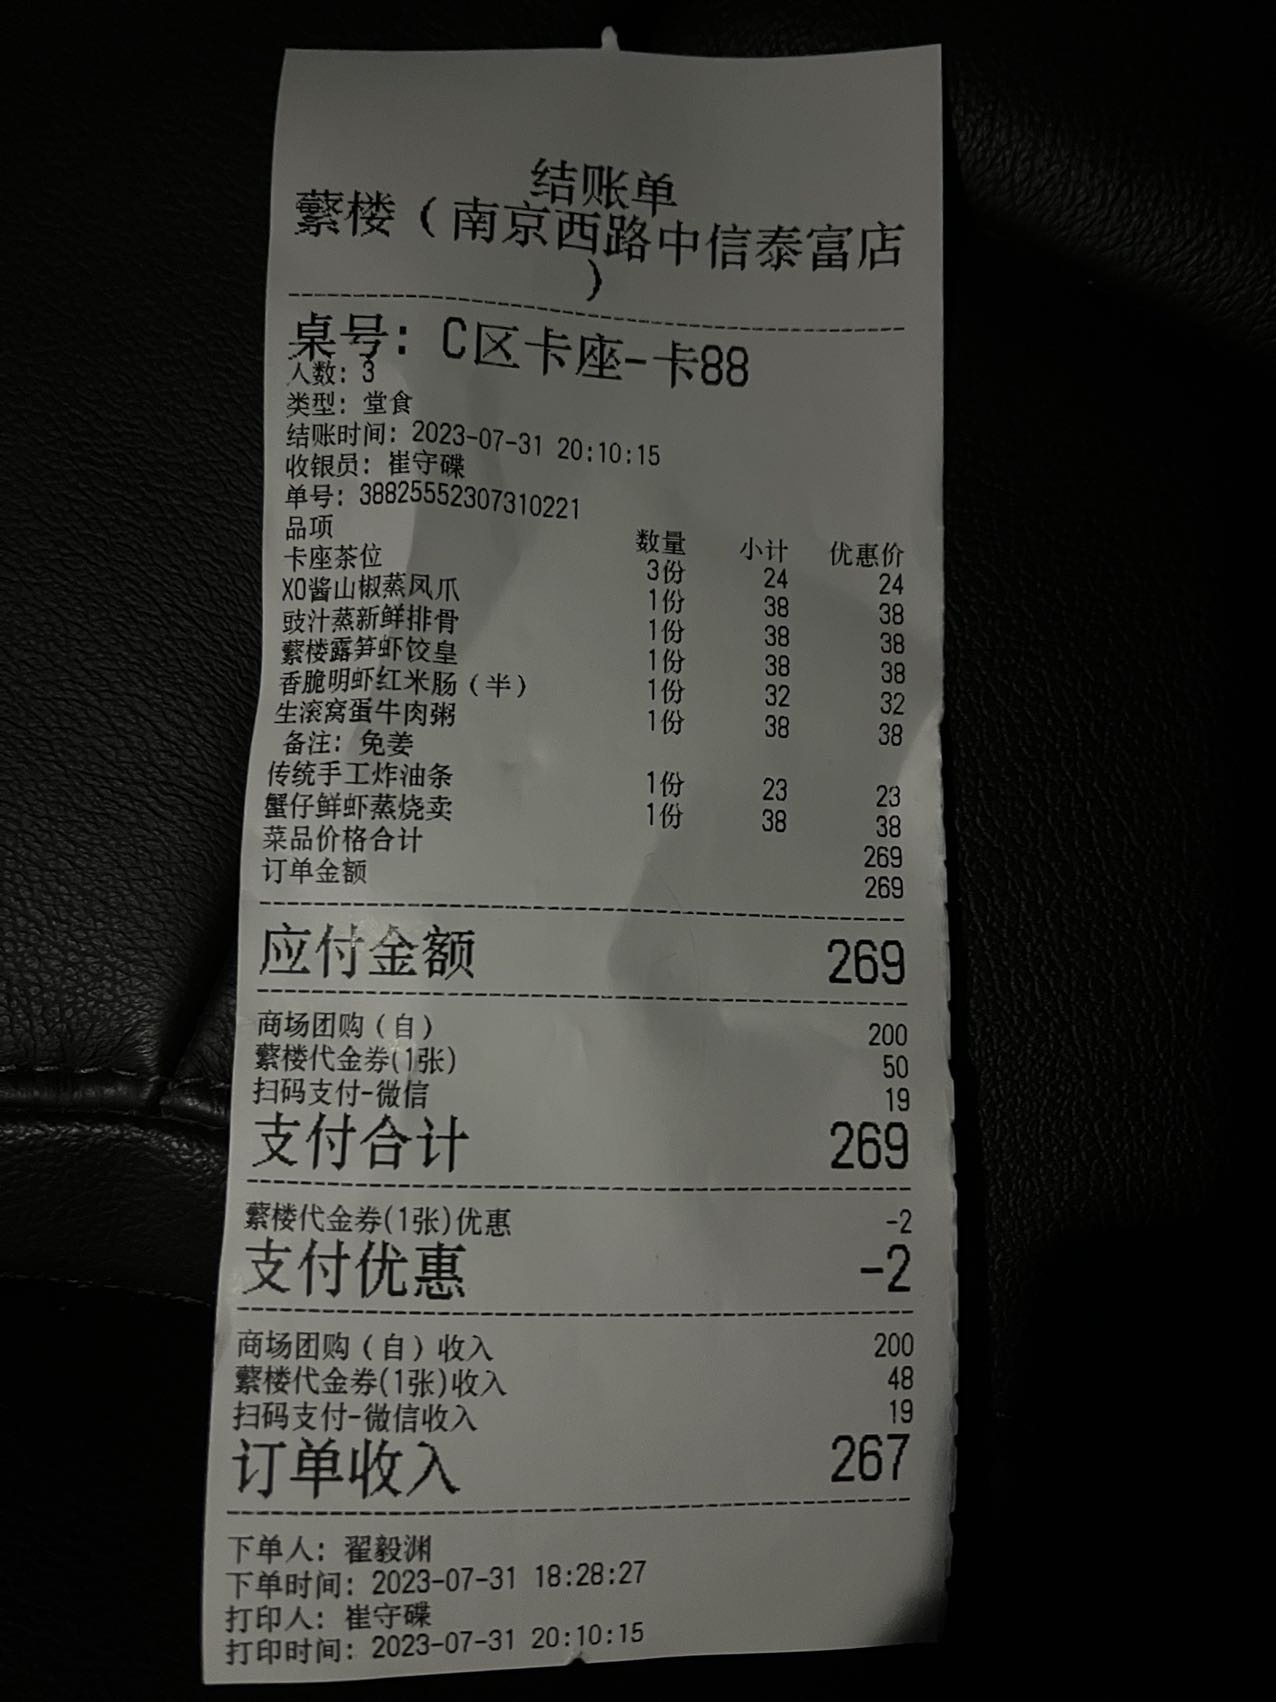 结账单
蘩楼（南京西路中信泰富店
）
桌号：C区卡座-卡88
人数：3
类型：堂食
结账时间：2023-07-31 20:10:15
收银员：崔守碟
单号：38825552307310221
品项 数量 小计 优惠价
卡座茶位 3份 24 24
XO酱山椒蒸凤爪 1份 38 38
豉汁蒸新鲜排骨 1份 38 38
蘩楼露笋虾饺皇 1份 38 38
香脆明虾红米肠（半） 1份 32 32
生滚窝蛋牛肉粥 1份 38 38
备注：免姜
传统手工炸油条 1份 23 23
蟹仔鲜虾蒸烧卖 1份 38 38
菜品价格合计 269
订单金额 269
应付金额 269
商场团购（自） 200
蘩楼代金券(1张) 50
扫码支付-微信 19
支付合计 269
蘩楼代金券(1张)优惠 -2
支付优惠 -2
商场团购（自）收入 200
蘩楼代金券(1张)收入 48
扫码支付-微信收入 19
订单收入 267
下单人：翟毅渊
下单时间：2023-07-31 18:28:27
打印人：崔守碟
打印时间：2023-07-31 20:10:15